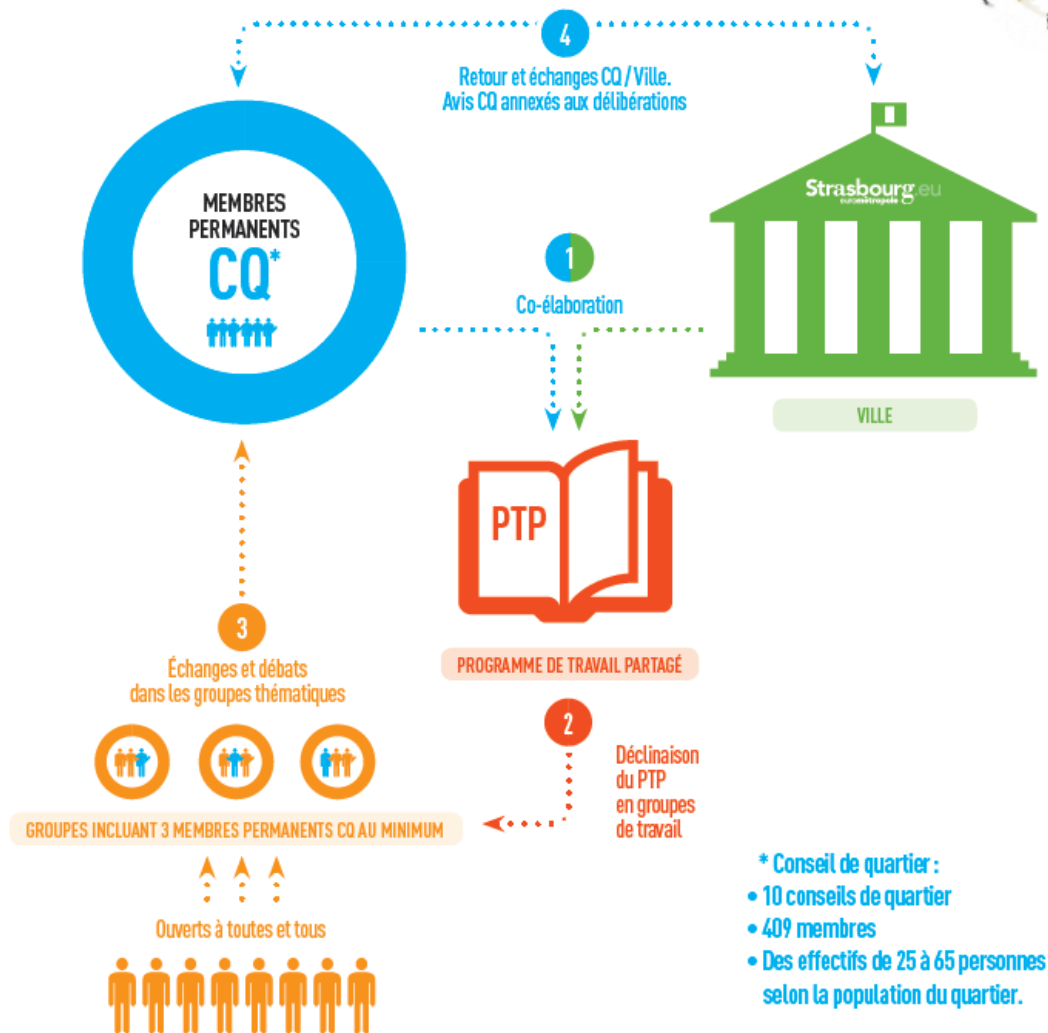 4
Retour et échanges CQ / Ville.
Avis CQ annexés aux délibérations
MEMBRES
PERMANENTS
CQ*
Strasbourg.eu
eurométropole
1
Co-élaboration
VILLE
PTP
PROGRAMME DE TRAVAIL PARTAGÉ
3
Échanges et débats
dans les groupes thématiques
2
Déclinaison
du PTP
en groupes
de travail
GROUPES INCLUANT 3 MEMBRES PERMANENTS CQ AU MINIMUM
Ouverts à toutes et tous
* Conseil de quartier :
• 10 conseils de quartier
• 409 membres
• Des effectifs de 25 à 65 personnes
selon la population du quartier.